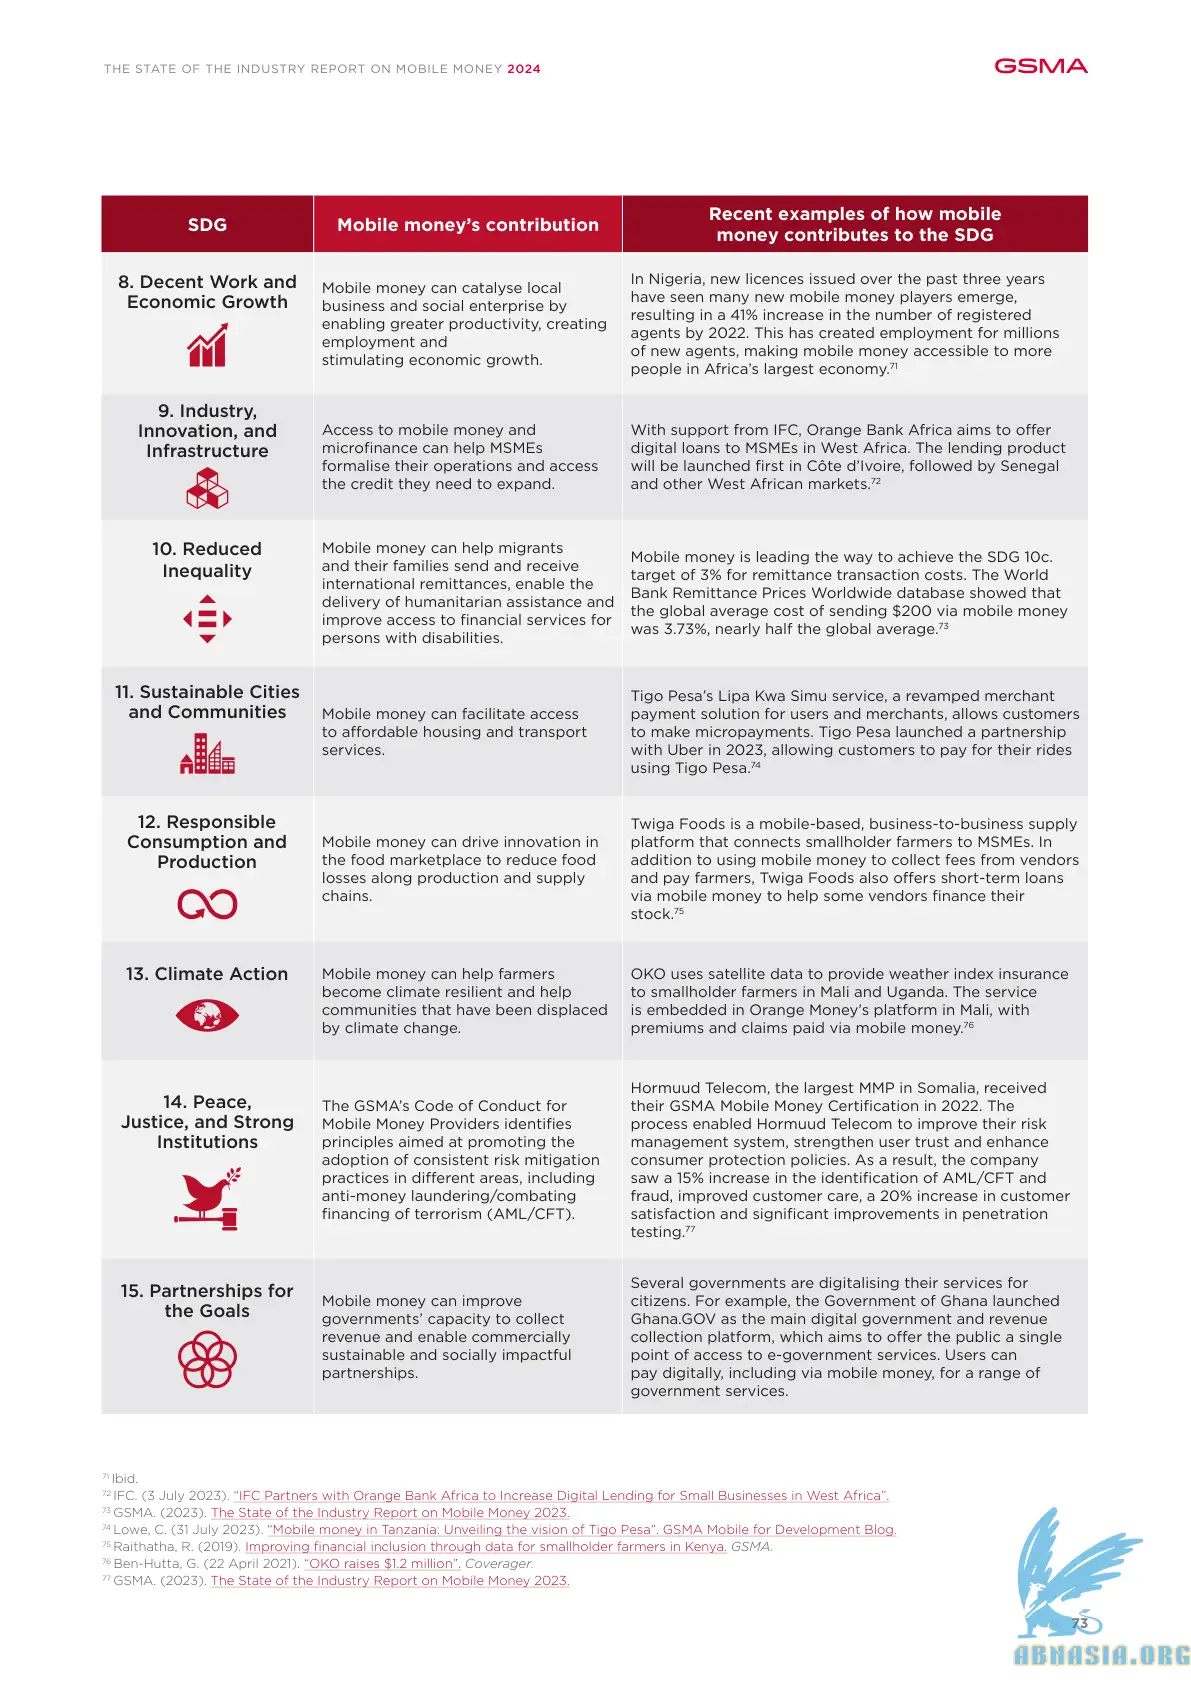 THE STATE OF THE INDUSTRY REPORT ON MOBILE MONEY 2024
GSMA
SDG
Mobile money's contribution
Recent examples of how mobile
money contributes to the SDG
8. Decent Work and
Economic Growth
Mobile money can catalyse local
business and social enterprise by
enabling greater productivity, creating
employment and
stimulating economic growth.
In Nigeria, new licences issued over the past three years
have seen many new mobile money players emerge,
resulting in a 41% increase in the number of registered
agents by 2022. This has created employment for millions
of new agents, making mobile money accessible to more
people in Africa's largest economy.71
9. Industry,
Innovation, and
Infrastructure
Access to mobile money and
microfinance can help MSMEs
formalise their operations and access
the credit they need to expand.
With support from IFC, Orange Bank Africa aims to offer
digital loans to MSMEs in West Africa. The lending product
will be launched first in Côte d'Ivoire, followed by Senegal
and other West African markets.72
10. Reduced
Inequality
Mobile money can help migrants
and their families send and receive
international remittances, enable the
delivery of humanitarian assistance and
improve access to financial services for
persons with disabilities.
Mobile money is leading the way to achieve the SDG 10c.
target of 3% for remittance transaction costs. The World
Bank Remittance Prices Worldwide database showed that
the global average cost of sending $200 via mobile money
was 3.73%, nearly half the global average.73
11. Sustainable Cities
and Communities
Mobile money can facilitate access
to affordable housing and transport
services.
Tigo Pesa's Lipa Kwa Simu service, a revamped merchant
payment solution for users and merchants, allows customers
to make micropayments. Tigo Pesa launched a partnership
with Uber in 2023, allowing customers to pay for their rides
using Tigo Pesa.74
12. Responsible
Consumption and
Production
Mobile money can drive innovation in
the food marketplace to reduce food
losses along production and supply
chains.
Twiga Foods is a mobile-based, business-to-business supply
platform that connects smallholder farmers to MSMEs. In
addition to using mobile money to collect fees from vendors
and pay farmers, Twiga Foods also offers short-term loans
via mobile money to help some vendors finance their
stock.75
13. Climate Action
Mobile money can help farmers
become climate resilient and help
communities that have been displaced
by climate change.
OKO uses satellite data to provide weather index insurance
to smallholder farmers in Mali and Uganda. The service
is embedded in Orange Money's platform in Mali, with
premiums and claims paid via mobile money.76
14. Peace,
Justice, and Strong
Institutions
The GSMA's Code of Conduct for
Mobile Money Providers identifies
principles aimed at promoting the
adoption of consistent risk mitigation
practices in different areas, including
anti-money laundering/combating
financing of terrorism (AML/CFT).
Hormuud Telecom, the largest MMP in Somalia, received
their GSMA Mobile Money Certification in 2022. The
process enabled Hormuud Telecom to improve their risk
management system, strengthen user trust and enhance
consumer protection policies. As a result, the company
saw a 15% increase in the identification of AML/CFT and
fraud, improved customer care, a 20% increase in customer
satisfaction and significant improvements in penetration
testing.77
15. Partnerships for
the Goals
Mobile money can improve
governments' capacity to collect
revenue and enable commercially
sustainable and socially impactful
partnerships.
Several governments are digitalising their services for
citizens. For example, the Government of Ghana launched
Ghana.GOV as the main digital government and revenue
collection platform, which aims to offer the public a single
point of access to e-government services. Users can
pay digitally, including via mobile money, for a range of
government services.
71 Ibid.
72 IFC. (3 July 2023). "IFC Partners with Orange Bank Africa to Increase Digital Lending for Small Businesses in West Africa".
73 GSMA. (2023). The State of the Industry Report on Mobile Money 2023.
74 Lowe, C. (31 July 2023). "Mobile money in Tanzania: Unveiling the vision of Tigo Pesa". GSMA Mobile for Development Blog.
75 Raithatha, R. (2019). Improving financial inclusion through data for smallholder farmers in Kenya. GSMA.
76 Ben-Hutta, G. (22 April 2021). "OKO raises $1.2 million". Coverager.
77 GSMA. (2023). The State of the Industry Report on Mobile Money 2023.
73
ABNASIA.ORG